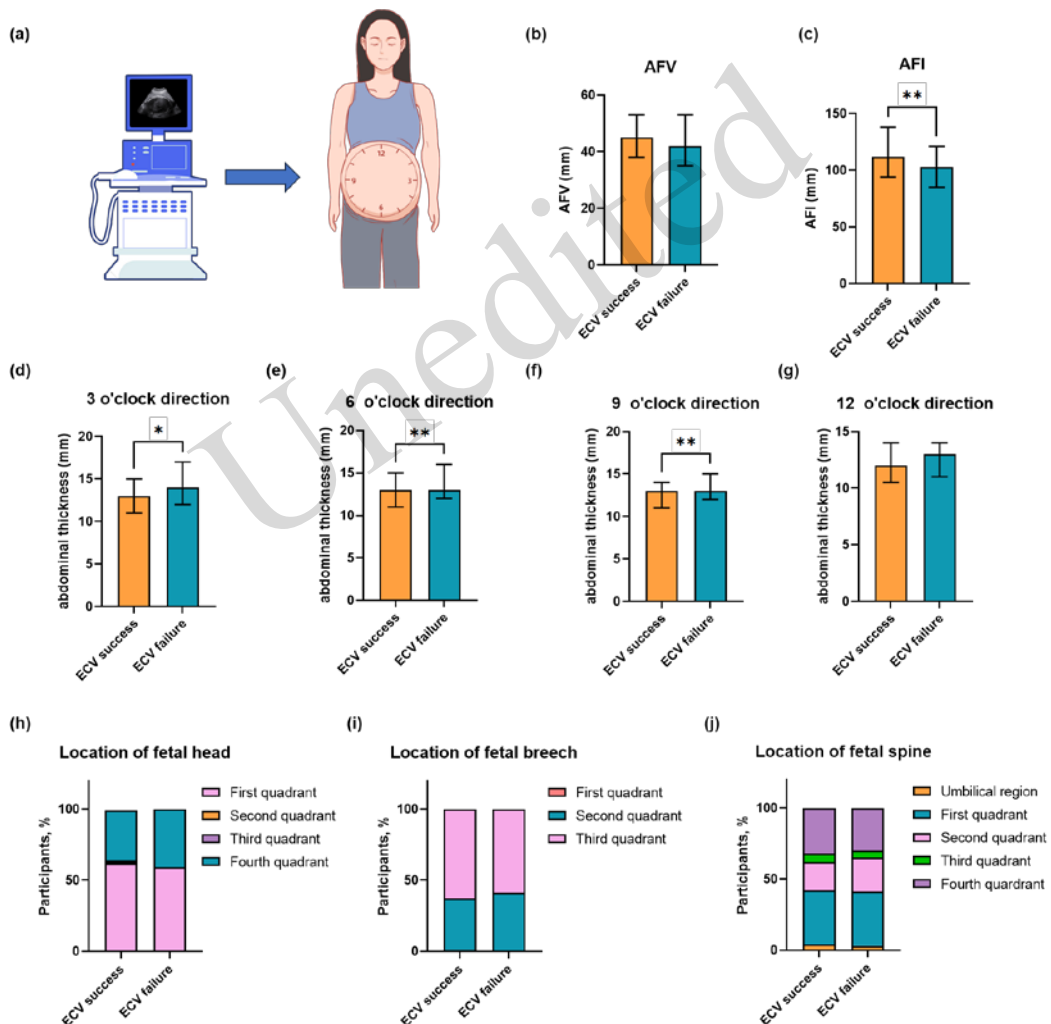 (a)
12
9
3
6
(b)
AFV
AFV (mm)
60
40
20
0
ECV success
ECV failure
(c)
AFI
**
AFI (mm)
150
100
50
0
ECV success
ECV failure
(d)
3 o'clock direction
*
abdominal thickness (mm)
20
15
10
5
0
ECV success
ECV failure
(e)
6 o'clock direction
**
abdominal thickness (mm)
20
15
10
5
0
ECV success
ECV failure
(f)
9 o'clock direction
**
abdominal thickness (mm)
20
15
10
5
0
ECV success
ECV failure
(g)
12 o'clock direction
abdominal thickness (mm)
15
10
5
0
ECV success
ECV failure
(h)
Location of fetal head
Participants, %
100
50
0
ECV success
ECV failure
First quadrant
Second quadrant
Third quadrant
Fourth quadrant
(i)
Location of fetal breech
Participants, %
100
50
0
ECV success
ECV failure
First quadrant
Second quadrant
Third quadrant
(j)
Location of fetal spine
Participants, %
100
50
0
ECV success
ECV failure
Umbilical region
First quadrant
Second quadrant
Third quadrant
Fourth quardrant
Unedited